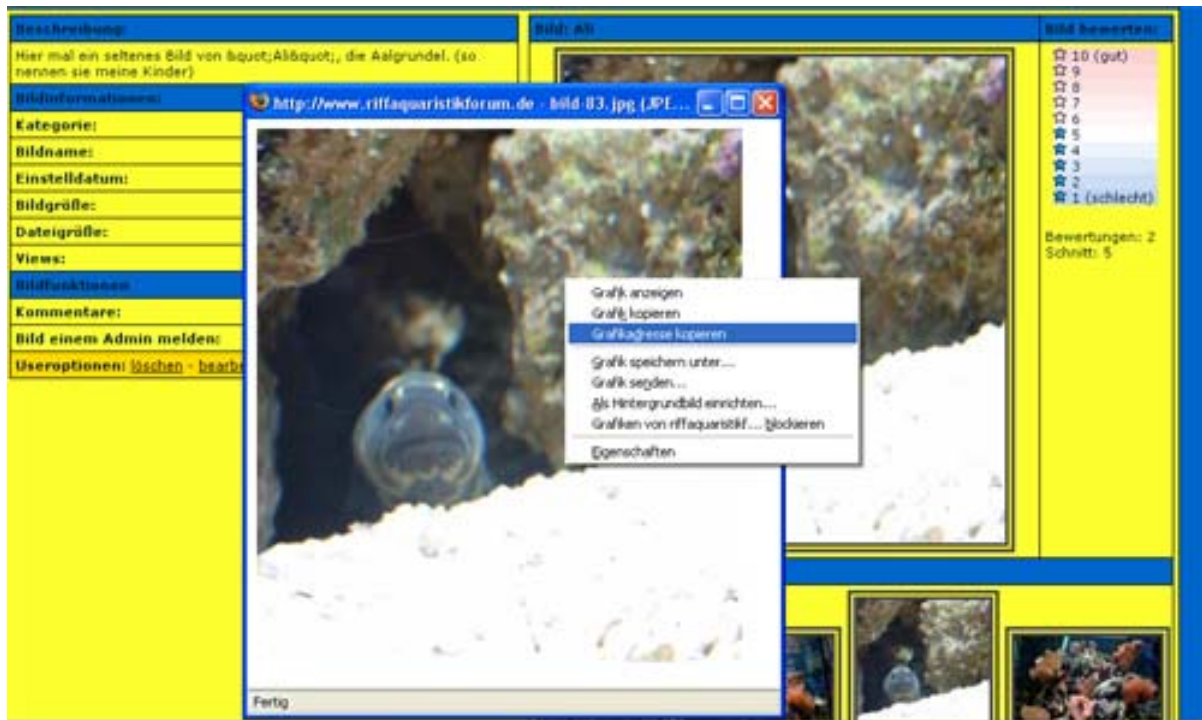 Beschreibung:
Hier mal ein seltenes Bild von &quot;Ali&quot;, die Aalgrundel. (so
nennen sie meine Kinder)
Bildinformationen:
Kategorie:
Bildname:
Einstelldatum:
Bildgröße:
Dateigröße:
Views:
Bildfunktionen
Kommentare:
Bild einem Admin melden:
Useroptionen: löschen - bearbe
Bild: Ali
Bild bewerten:
10 (gut)
9
8
7
6
5
4
3
2
1 (schlecht)
Bewertungen: 2
Schnitt: 5
http://www.riffaquaristikforum.de - bild-83.jpg (JPE...
Grafik anzeigen
Grafik kopieren
Grafikadresse kopieren
Grafik speichern unter...
Grafik senden...
Als Hintergrundbild einrichten...
Grafiken von riffaquaristikf... blockieren
Eigenschaften
Fertig